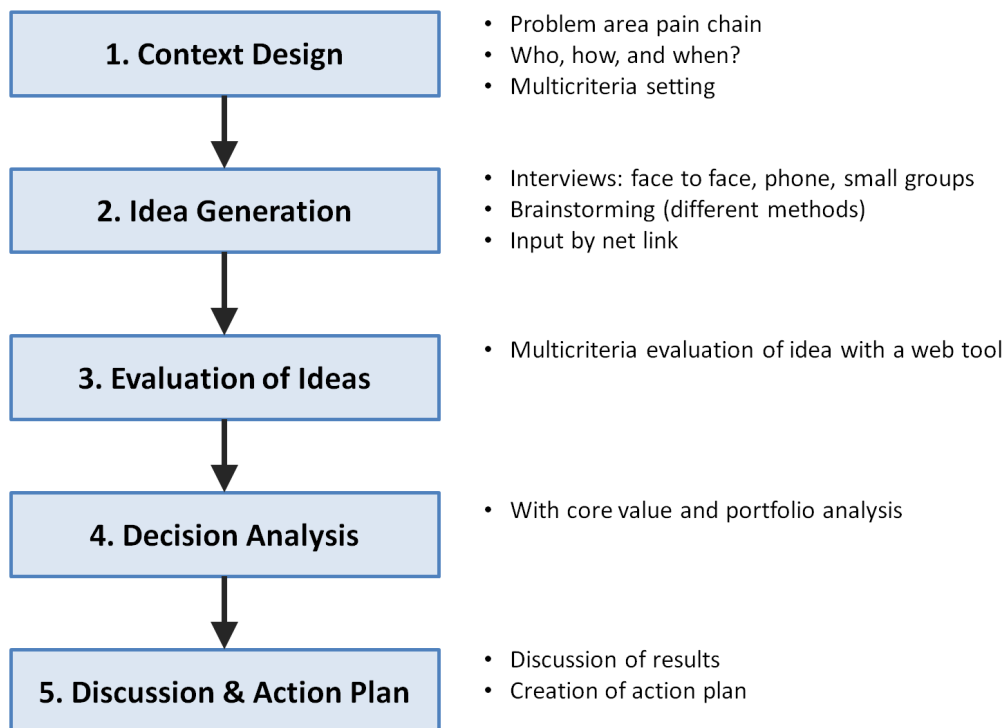 1. Context Design
• Problem area pain chain
• Who, how, and when?
• Multicriteria setting
2. Idea Generation
• Interviews: face to face, phone, small groups
• Brainstorming (different methods)
• Input by net link
3. Evaluation of Ideas
• Multicriteria evaluation of idea with a web tool
4. Decision Analysis
• With core value and portfolio analysis
5. Discussion & Action Plan
• Discussion of results
• Creation of action plan